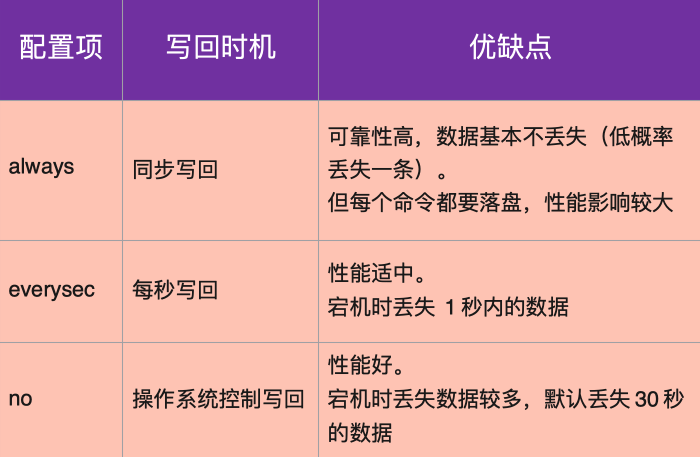 配置项 写回时机 优缺点
always 同步写回 可靠性高，数据基本不丢失（低概率
丢失一条）。
但每个命令都要落盘，性能影响较大
everysec 每秒写回 性能适中。
宕机时丢失 1 秒内的数据
no 操作系统控制写回 性能好。
宕机时丢失数据较多，默认丢失 30 秒
的数据